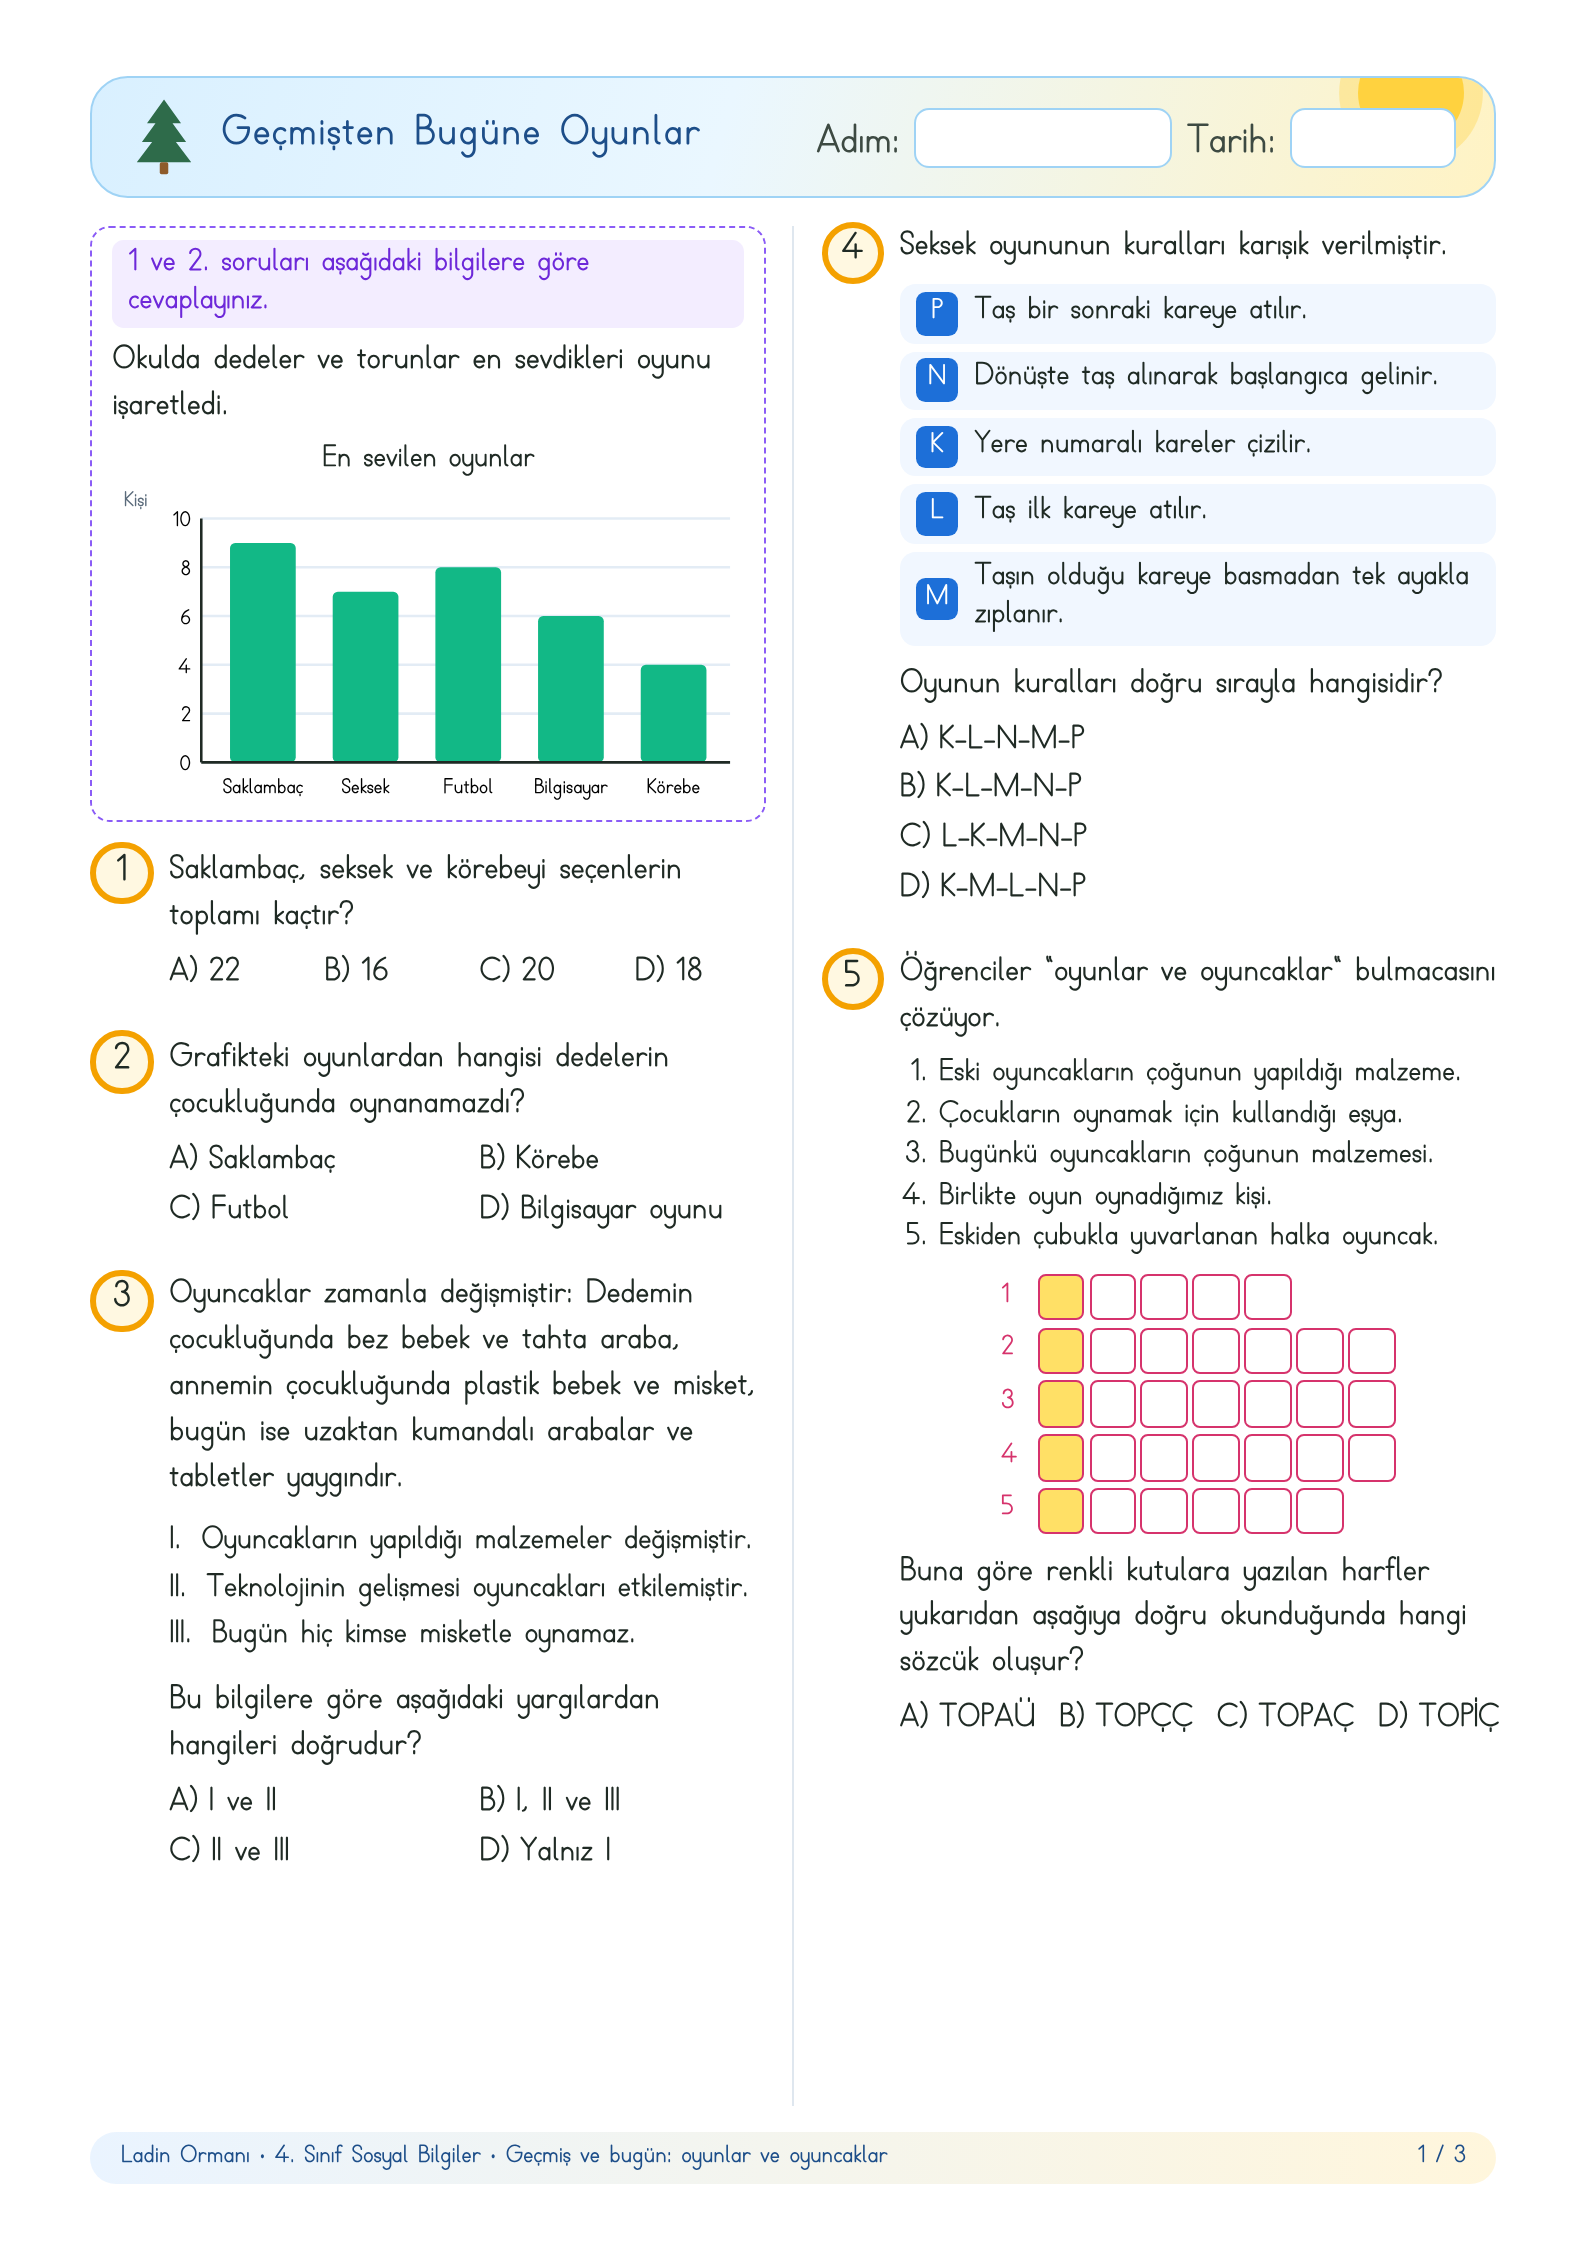 Geçmişten Bugüne Oyunlar
Adım:
Tarih:
1 ve 2. soruları aşağıdaki bilgilere göre
cevaplayınız.
Okulda dedeler ve torunlar en sevdikleri oyunu
işaretledi.
En sevilen oyunlar
Kişi
10
8
6
4
2
0
Saklambaç Seksek Futbol Bilgisayar Körebe
1
Saklambaç, seksek ve körebeyi seçenlerin
toplamı kaçtır?
A) 22 B) 16 C) 20 D) 18
2
Grafikteki oyunlardan hangisi dedelerin
çocukluğunda oynanamazdı?
A) Saklambaç B) Körebe
C) Futbol D) Bilgisayar oyunu
3
Oyuncaklar zamanla değişmiştir: Dedemin
çocukluğunda bez bebek ve tahta araba,
annemin çocukluğunda plastik bebek ve misket,
bugün ise uzaktan kumandalı arabalar ve
tabletler yaygındır.
I. Oyuncakların yapıldığı malzemeler değişmiştir.
II. Teknolojinin gelişmesi oyuncakları etkilemiştir.
III. Bugün hiç kimse misketle oynamaz.
Bu bilgilere göre aşağıdaki yargılardan
hangileri doğrudur?
A) I ve II B) I, II ve III
C) II ve III D) Yalnız I
4
Seksek oyununun kuralları karışık verilmiştir.
P Taş bir sonraki kareye atılır.
N Dönüşte taş alınarak başlangıca gelinir.
K Yere numaralı kareler çizilir.
L Taş ilk kareye atılır.
M Taşın olduğu kareye basmadan tek ayakla
zıplanır.
Oyunun kuralları doğru sırayla hangisidir?
A) K-L-N-M-P
B) K-L-M-N-P
C) L-K-M-N-P
D) K-M-L-N-P
5
Öğrenciler "oyunlar ve oyuncaklar" bulmacasını
çözüyor.
1. Eski oyuncakların çoğunun yapıldığı malzeme.
2. Çocukların oynamak için kullandığı eşya.
3. Bugünkü oyuncakların çoğunun malzemesi.
4. Birlikte oyun oynadığımız kişi.
5. Eskiden çubukla yuvarlanan halka oyuncak.
1
2
3
4
5
Buna göre renkli kutulara yazılan harfler
yukarıdan aşağıya doğru okunduğunda hangi
sözcük oluşur?
A) TOPAÜ B) TOPÇÇ C) TOPAÇ D) TOPİÇ
Ladin Ormanı • 4. Sınıf Sosyal Bilgiler • Geçmiş ve bugün: oyunlar ve oyuncaklar
1 / 3